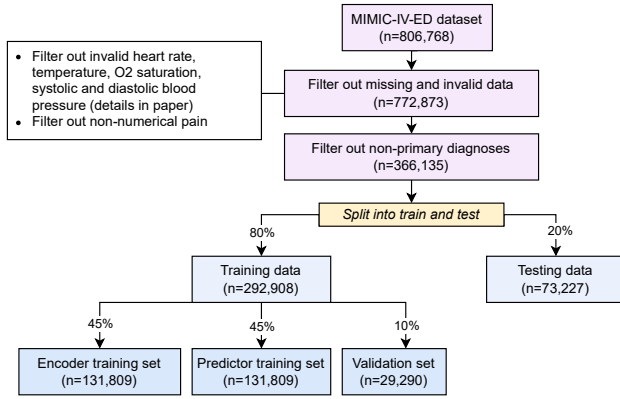 MIMIC-IV-ED dataset
(n=806,768)
• Filter out invalid heart rate,
temperature, O2 saturation,
systolic and diastolic blood
pressure (details in paper)
• Filter out non-numerical pain
Filter out missing and invalid data
(n=772,873)
Filter out non-primary diagnoses
(n=366,135)
Split into train and test
80%
20%
Training data
(n=292,908)
Testing data
(n=73,227)
45%
45%
10%
Encoder training set
(n=131,809)
Predictor training set
(n=131,809)
Validation set
(n=29,290)